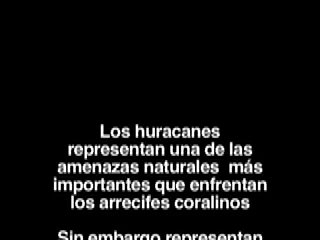 Los huracanes
representan una de las
amenazas naturales más
importantes que enfrentan
los arrecifes coralinos
Sin embargo representan